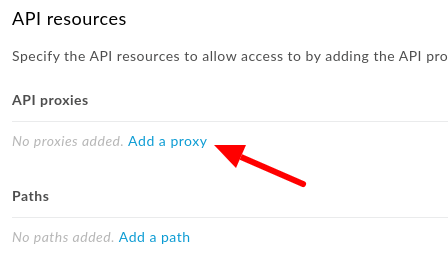 API resources
Specify the API resources to allow access to by adding the API pro
API proxies
No proxies added. Add a proxy
Paths
No paths added. Add a path